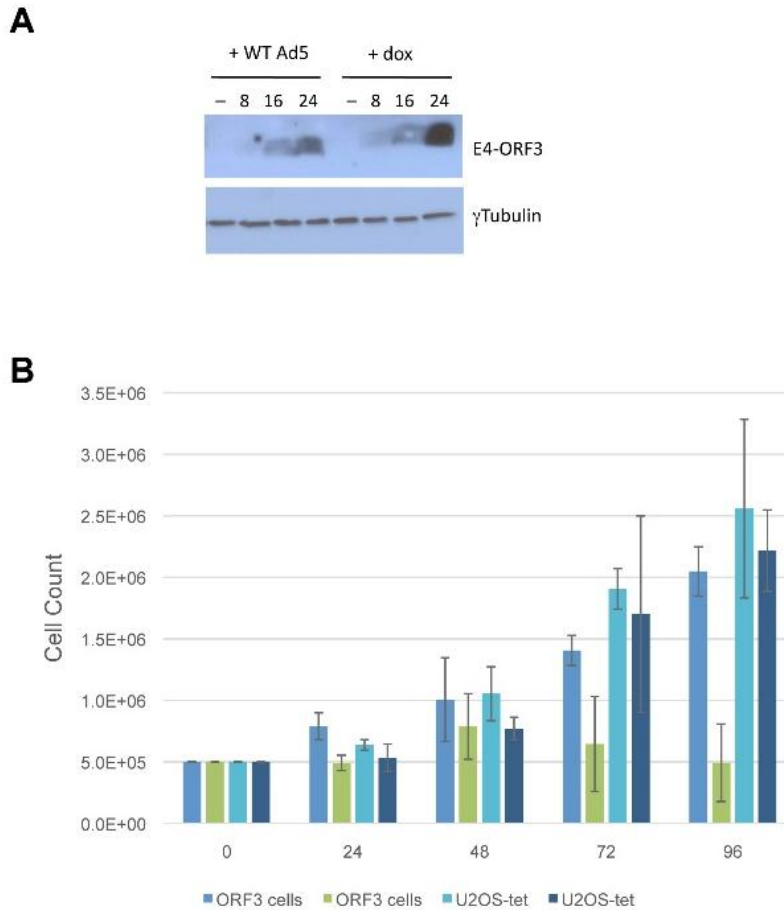 A
+ WT Ad5 + dox
– 8 16 24 – 8 16 24
E4-ORF3
γTubulin
B
3.5E+06
3.0E+06
2.5E+06
2.0E+06
1.5E+06
1.0E+06
5.0E+05
0.0E+00
Cell Count
0 24 48 72 96
ORF3 cells ORF3 cells U2OS-tet U2OS-tet